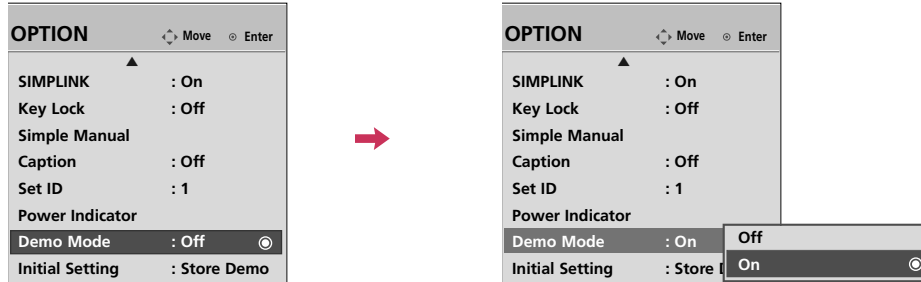 OPTION Move Enter
SIMPLINK : On
Key Lock : Off
Simple Manual
Caption : Off
Set ID : 1
Power Indicator
Demo Mode : Off
Initial Setting : Store Demo
OPTION Move Enter
SIMPLINK : On
Key Lock : Off
Simple Manual
Caption : Off
Set ID : 1
Power Indicator
Demo Mode : On
Initial Setting : Store
Off
On